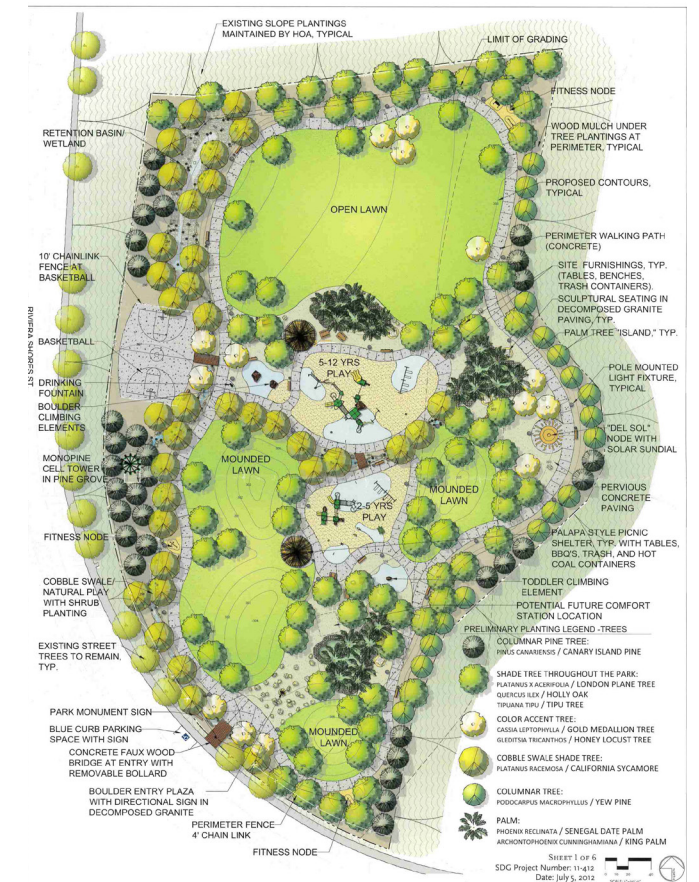 EXISTING SLOPE PLANTINGS
MAINTAINED BY HOA, TYPICAL
LIMIT OF GRADING
FITNESS NODE
RETENTION BASIN/
WETLAND
WOOD MULCH UNDER
TREE PLANTINGS AT
PERIMETER, TYPICAL
PROPOSED CONTOURS,
TYPICAL
OPEN LAWN
PERIMETER WALKING PATH
(CONCRETE)
10' CHAINLINK
FENCE AT
BASKETBALL
SITE FURNISHINGS, TYP.
(TABLES, BENCHES,
TRASH CONTAINERS).
SCULPTURAL SEATING IN
DECOMPOSED GRANITE
PAVING, TYP.
PALM TREE "ISLAND," TYP.
RIVIERA SHORES ST
BASKETBALL
5-12 YRS
PLAY
POLE MOUNTED
LIGHT FIXTURE,
TYPICAL
DRINKING
FOUNTAIN
BOULDER
CLIMBING
ELEMENTS
"DEL SOL"
NODE WITH
SOLAR SUNDIAL
MONOPINE
CELL TOWER
IN PINE GROVE
MOUNDED
LAWN
MOUNDED
LAWN
PERVIOUS
CONCRETE
PAVING
2-5 YRS
PLAY
FITNESS NODE
PALAPA STYLE PICNIC
SHELTER, TYP. WITH TABLES,
BBQ'S, TRASH, AND HOT
COAL CONTAINERS
COBBLE SWALE/
NATURAL PLAY
WITH SHRUB
PLANTING
TODDLER CLIMBING
ELEMENT
POTENTIAL FUTURE COMFORT
STATION LOCATION
EXISTING STREET
TREES TO REMAIN,
TYP.
PARK MONUMENT SIGN
BLUE CURB PARKING
SPACE WITH SIGN
CONCRETE FAUX WOOD
BRIDGE AT ENTRY WITH
REMOVABLE BOLLARD
MOUNDED
LAWN
BOULDER ENTRY PLAZA
WITH DIRECTIONAL SIGN IN
DECOMPOSED GRANITE
PERIMETER FENCE
4' CHAIN LINK
FITNESS NODE
PRELIMINARY PLANTING LEGEND -TREES
COLUMNAR PINE TREE:
PINUS CANARIENSIS / CANARY ISLAND PINE
SHADE TREE THROUGHOUT THE PARK:
PLATANUS X ACERIFOLIA / LONDON PLANE TREE
QUERCUS ILEX / HOLLY OAK
TIPUANA TIPU / TIPU TREE
COLOR ACCENT TREE:
CASSIA LEPTOPHYLLA / GOLD MEDALLION TREE
GLEDITSIA TRICANTHOS / HONEY LOCUST TREE
COBBLE SWALE SHADE TREE:
PLATANUS RACEMOSA / CALIFORNIA SYCAMORE
COLUMNAR TREE:
PODOCARPUS MACROPHYLLUS / YEW PINE
PALM:
PHOENIX RECLINATA / SENEGAL DATE PALM
ARCHONTOPHOENIX CUNNINGHAMIANA / KING PALM
SHEET 1 OF 6
SDG PROJECT NUMBER: 11-412
DATE: JULY 5, 2012